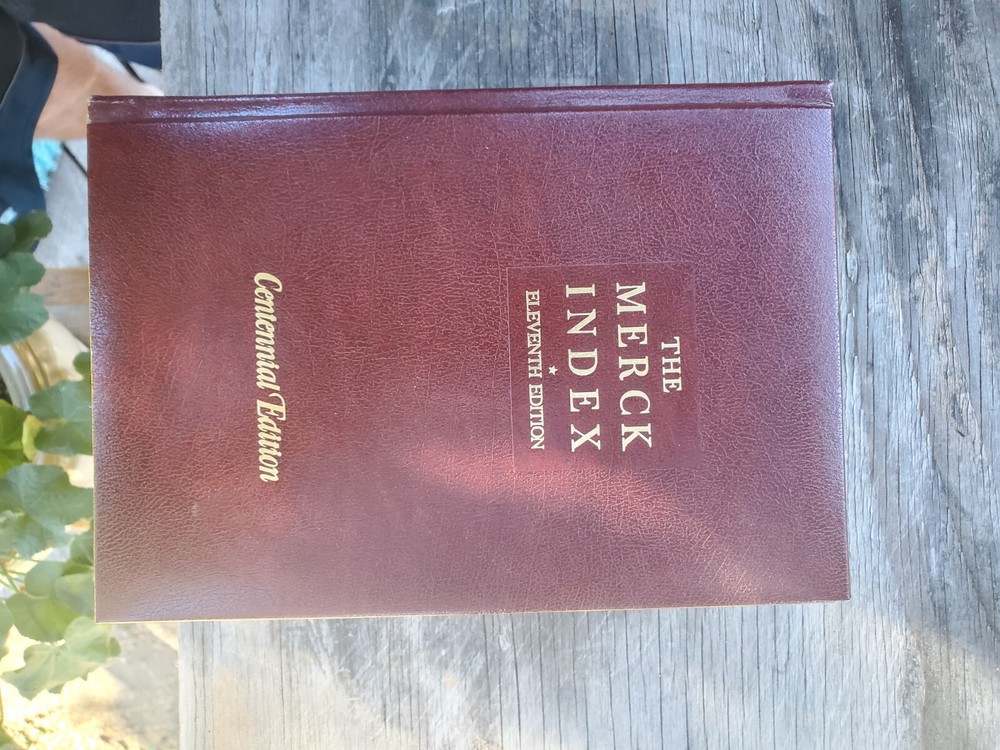 THE
MERCK
INDEX
ELEVENTH EDITION
Centennial Edition